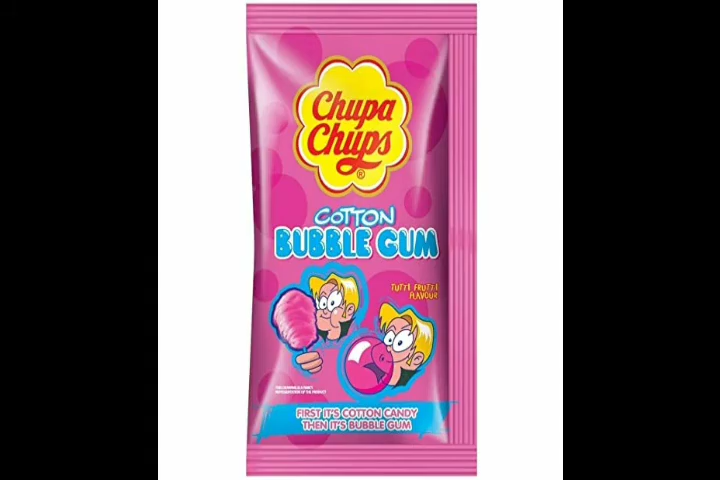 Chupa
Chups
®
COTTON
BUBBLE GUM
TUTTI FRUTTI
FLAVOUR
FIRST IT'S COTTON CANDY
THEN IT'S BUBBLE GUM